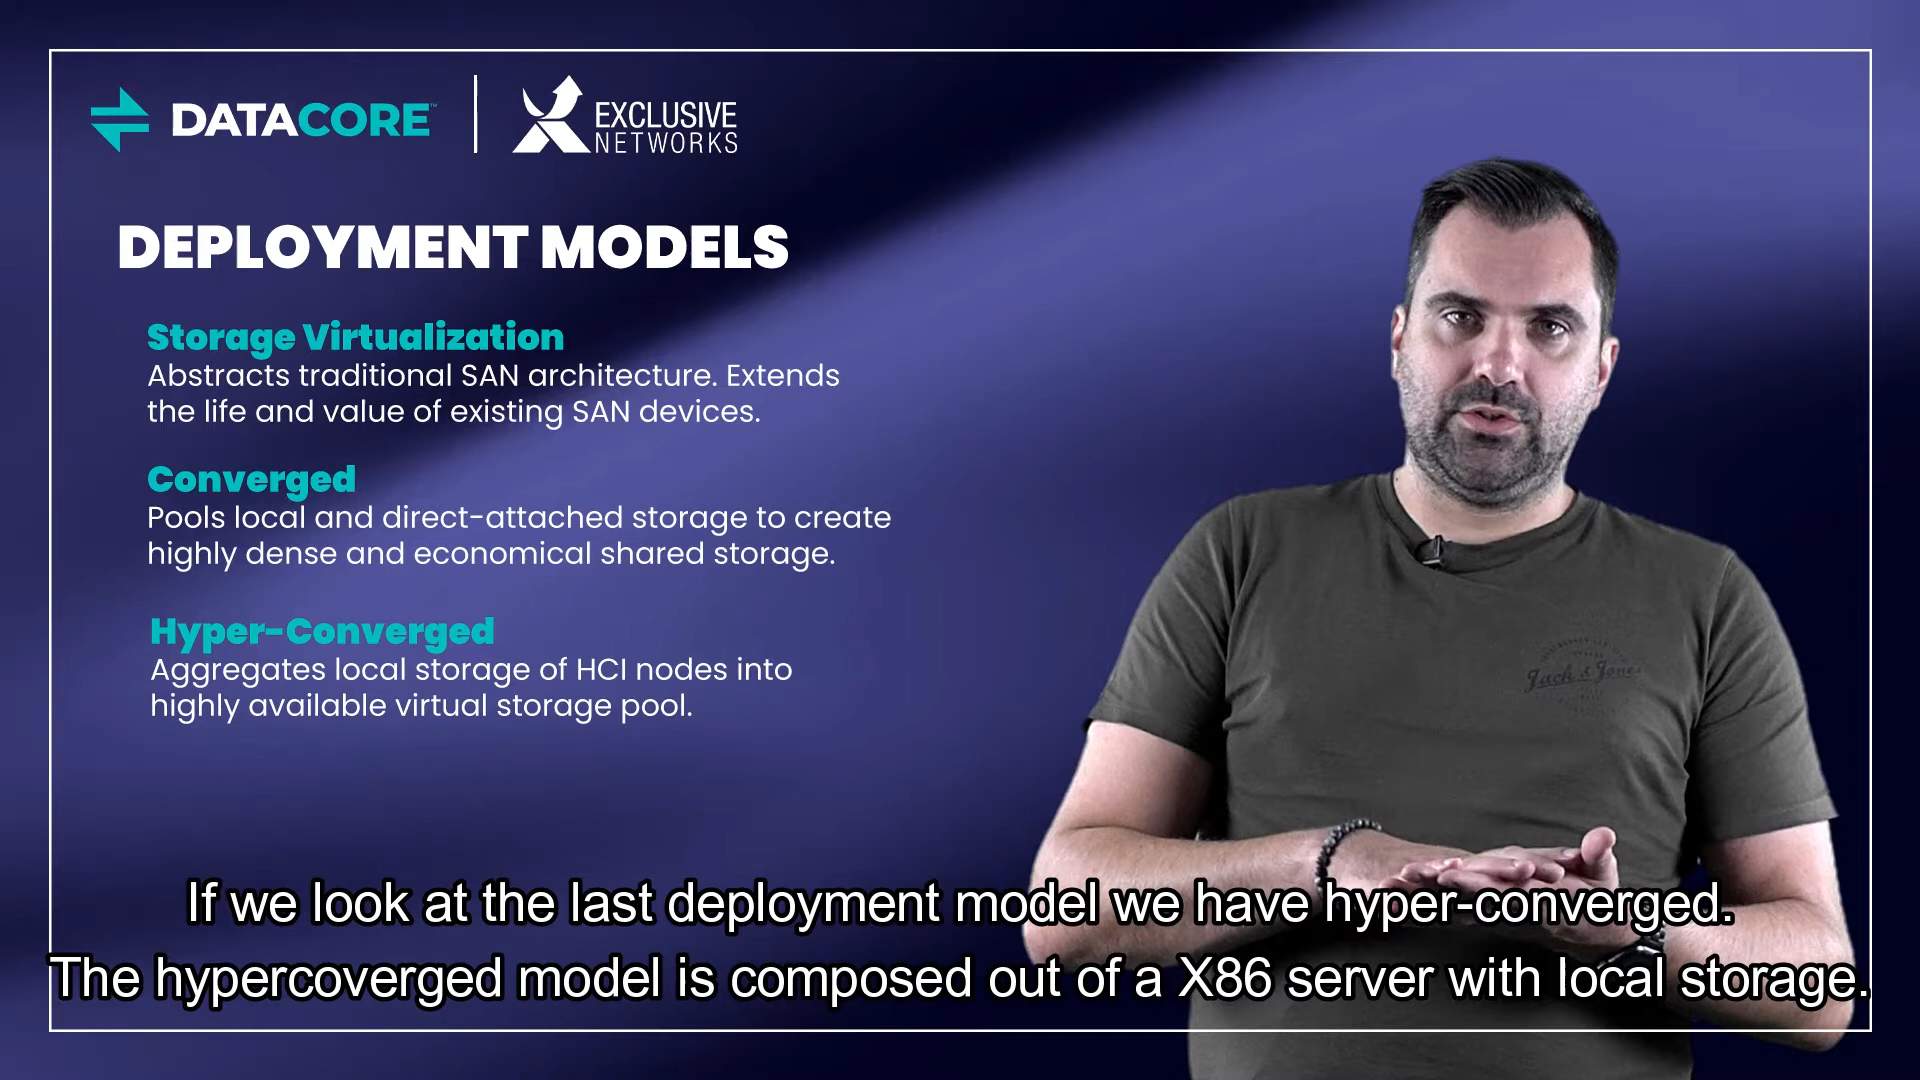 DATACORE™
EXCLUSIVE
NETWORKS
DEPLOYMENT MODELS
Storage Virtualization
Abstracts traditional SAN architecture. Extends
the life and value of existing SAN devices.
Converged
Pools local and direct-attached storage to create
highly dense and economical shared storage.
Hyper-Converged
Aggregates local storage of HCI nodes into
highly available virtual storage pool.
Jack & Jones
If we look at the last deployment model we have hyper-converged.
The hypercoverged model is composed out of a X86 server with local storage.